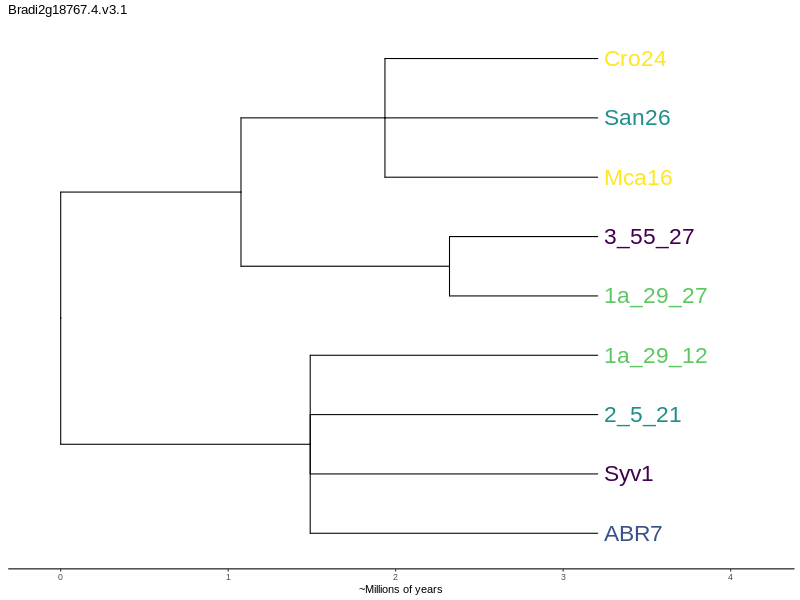 Bradi2g18767.4.v3.1
Cro24
San26
Mca16
3_55_27
1a_29_27
1a_29_12
2_5_21
Syv1
ABR7
0 1 2 3 4
~Millions of years